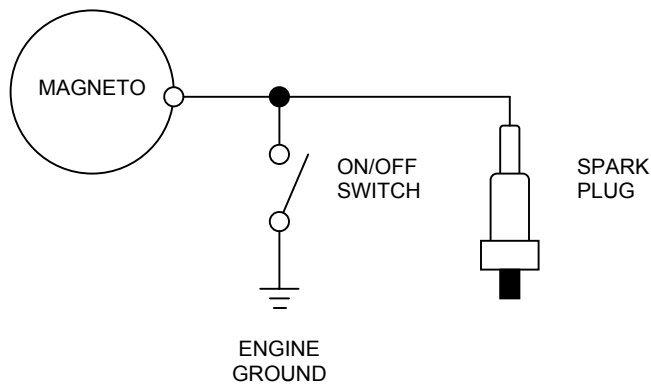 MAGNETO
ON/OFF
SWITCH
SPARK
PLUG
ENGINE
GROUND